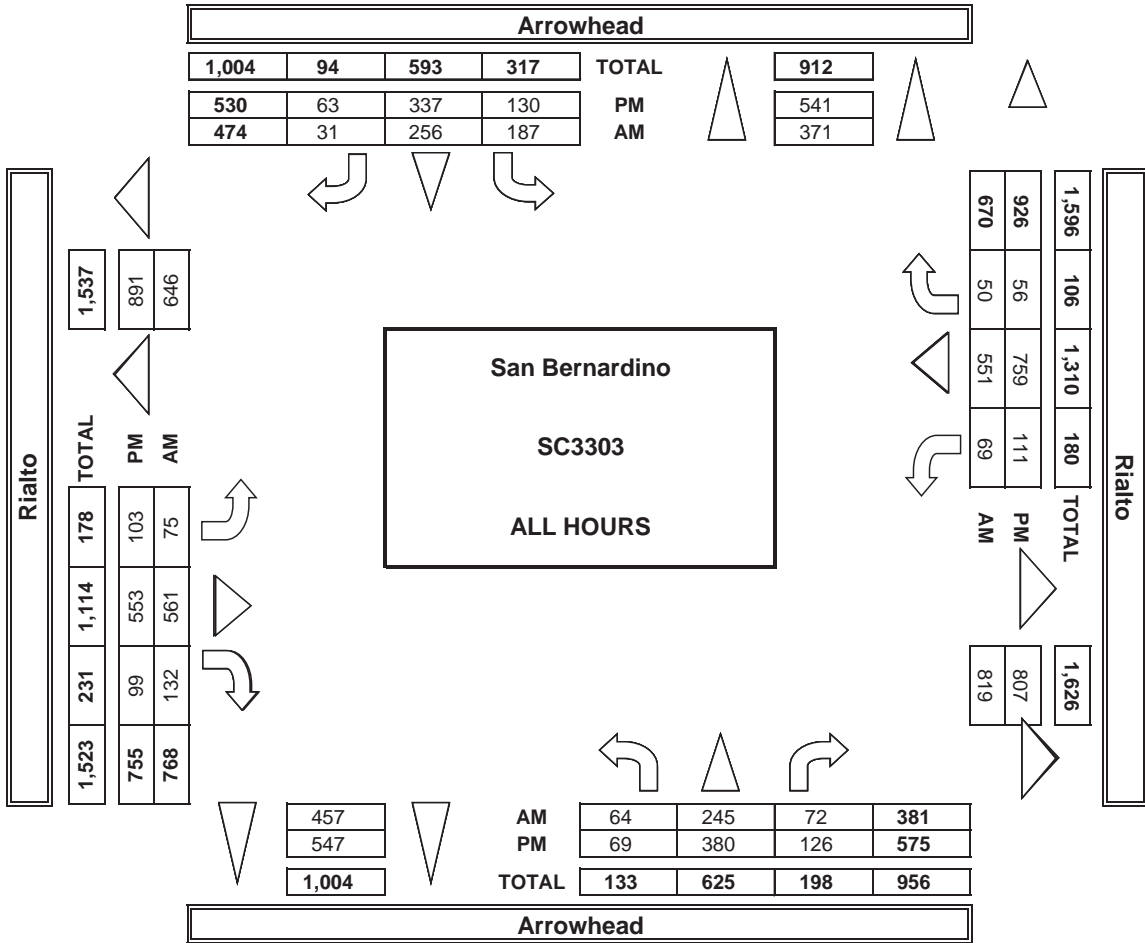 Arrowhead
1,004 94 593 317 TOTAL 912
530 63 337 130 PM 541
474 31 256 187 AM 371
Rialto
1,537
891
646
TOTAL 178 1,114 231 1,523
PM 103 553 99 755
AM 75 561 132 768
San Bernardino
SC3303
ALL HOURS
1,596 106 1,310 180 TOTAL 1,626
926 56 759 111 PM 807
670 50 551 69 AM 819
Rialto
457 AM 64 245 72 381
547 PM 69 380 126 575
1,004 TOTAL 133 625 198 956
Arrowhead